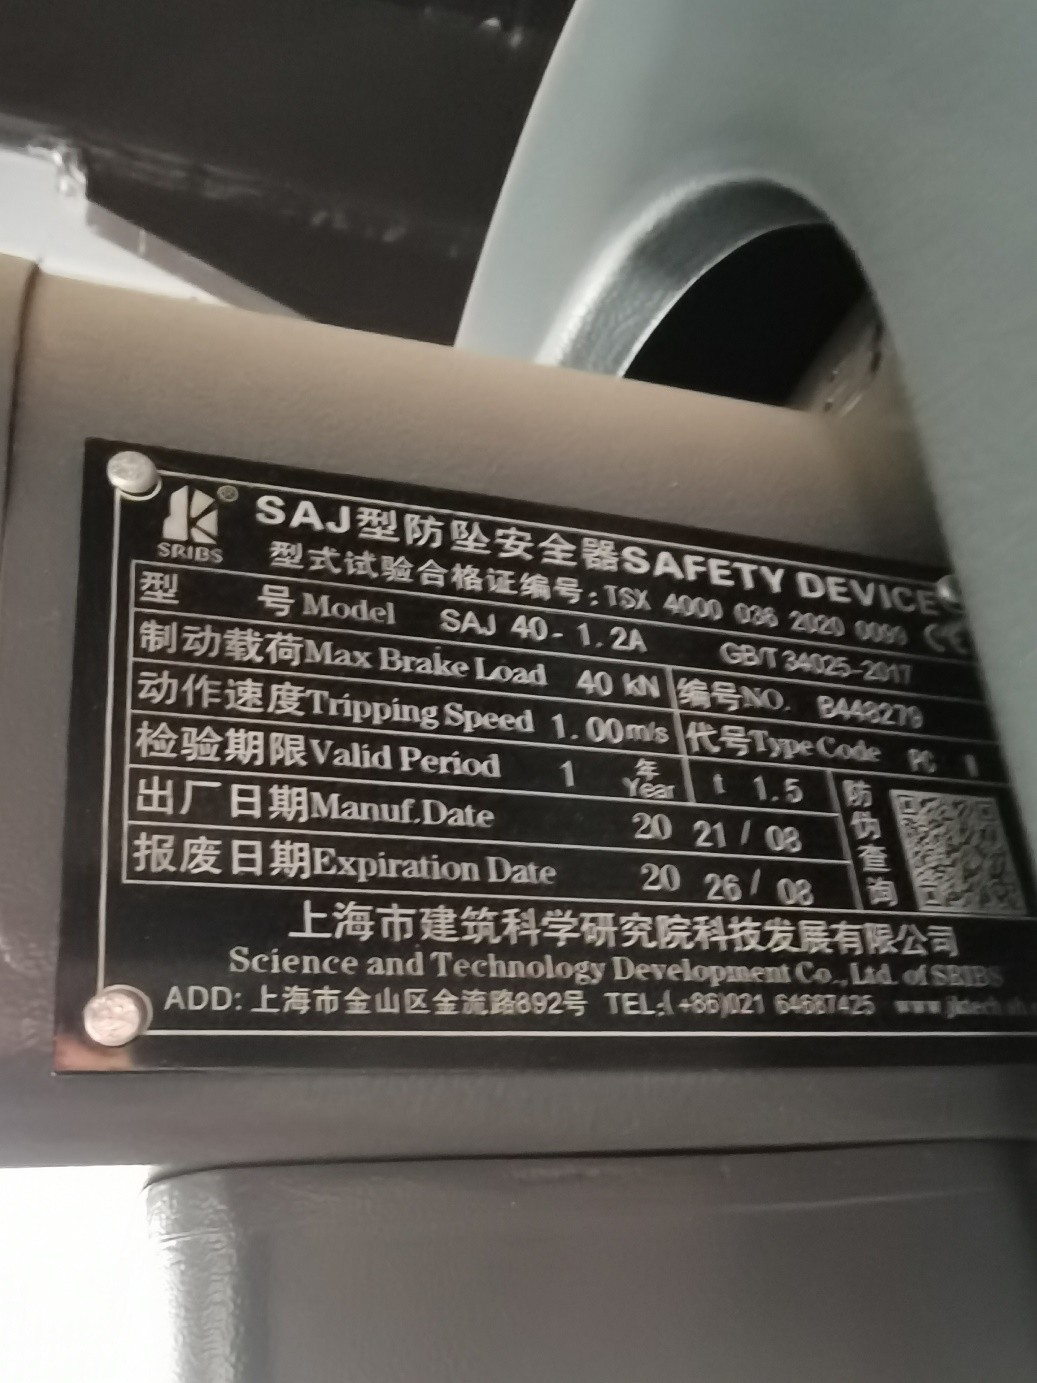 SRIBS ®
SAJ型防坠安全器SAFETY DEVICE
型式试验合格证编号:TSX 4000 036 2020 0099 CE
型 号 Model SAJ 40-1.2A GB/T 34025-2017
制动载荷Max Brake Load 40 kN 编号NO. B448279
动作速度Tripping Speed 1.00m/s 代号Type Code PC
检验期限Valid Period 1 年 Year t 1.5
出厂日期Manuf.Date 20 21 / 08
报废日期Expiration Date 20 26 / 08
防伪查询
上海市建筑科学研究院科技发展有限公司
Science and Technology Development Co., Ltd. of SRIBS
ADD: 上海市金山区金流路892号 TEL:(+86)021 64687425